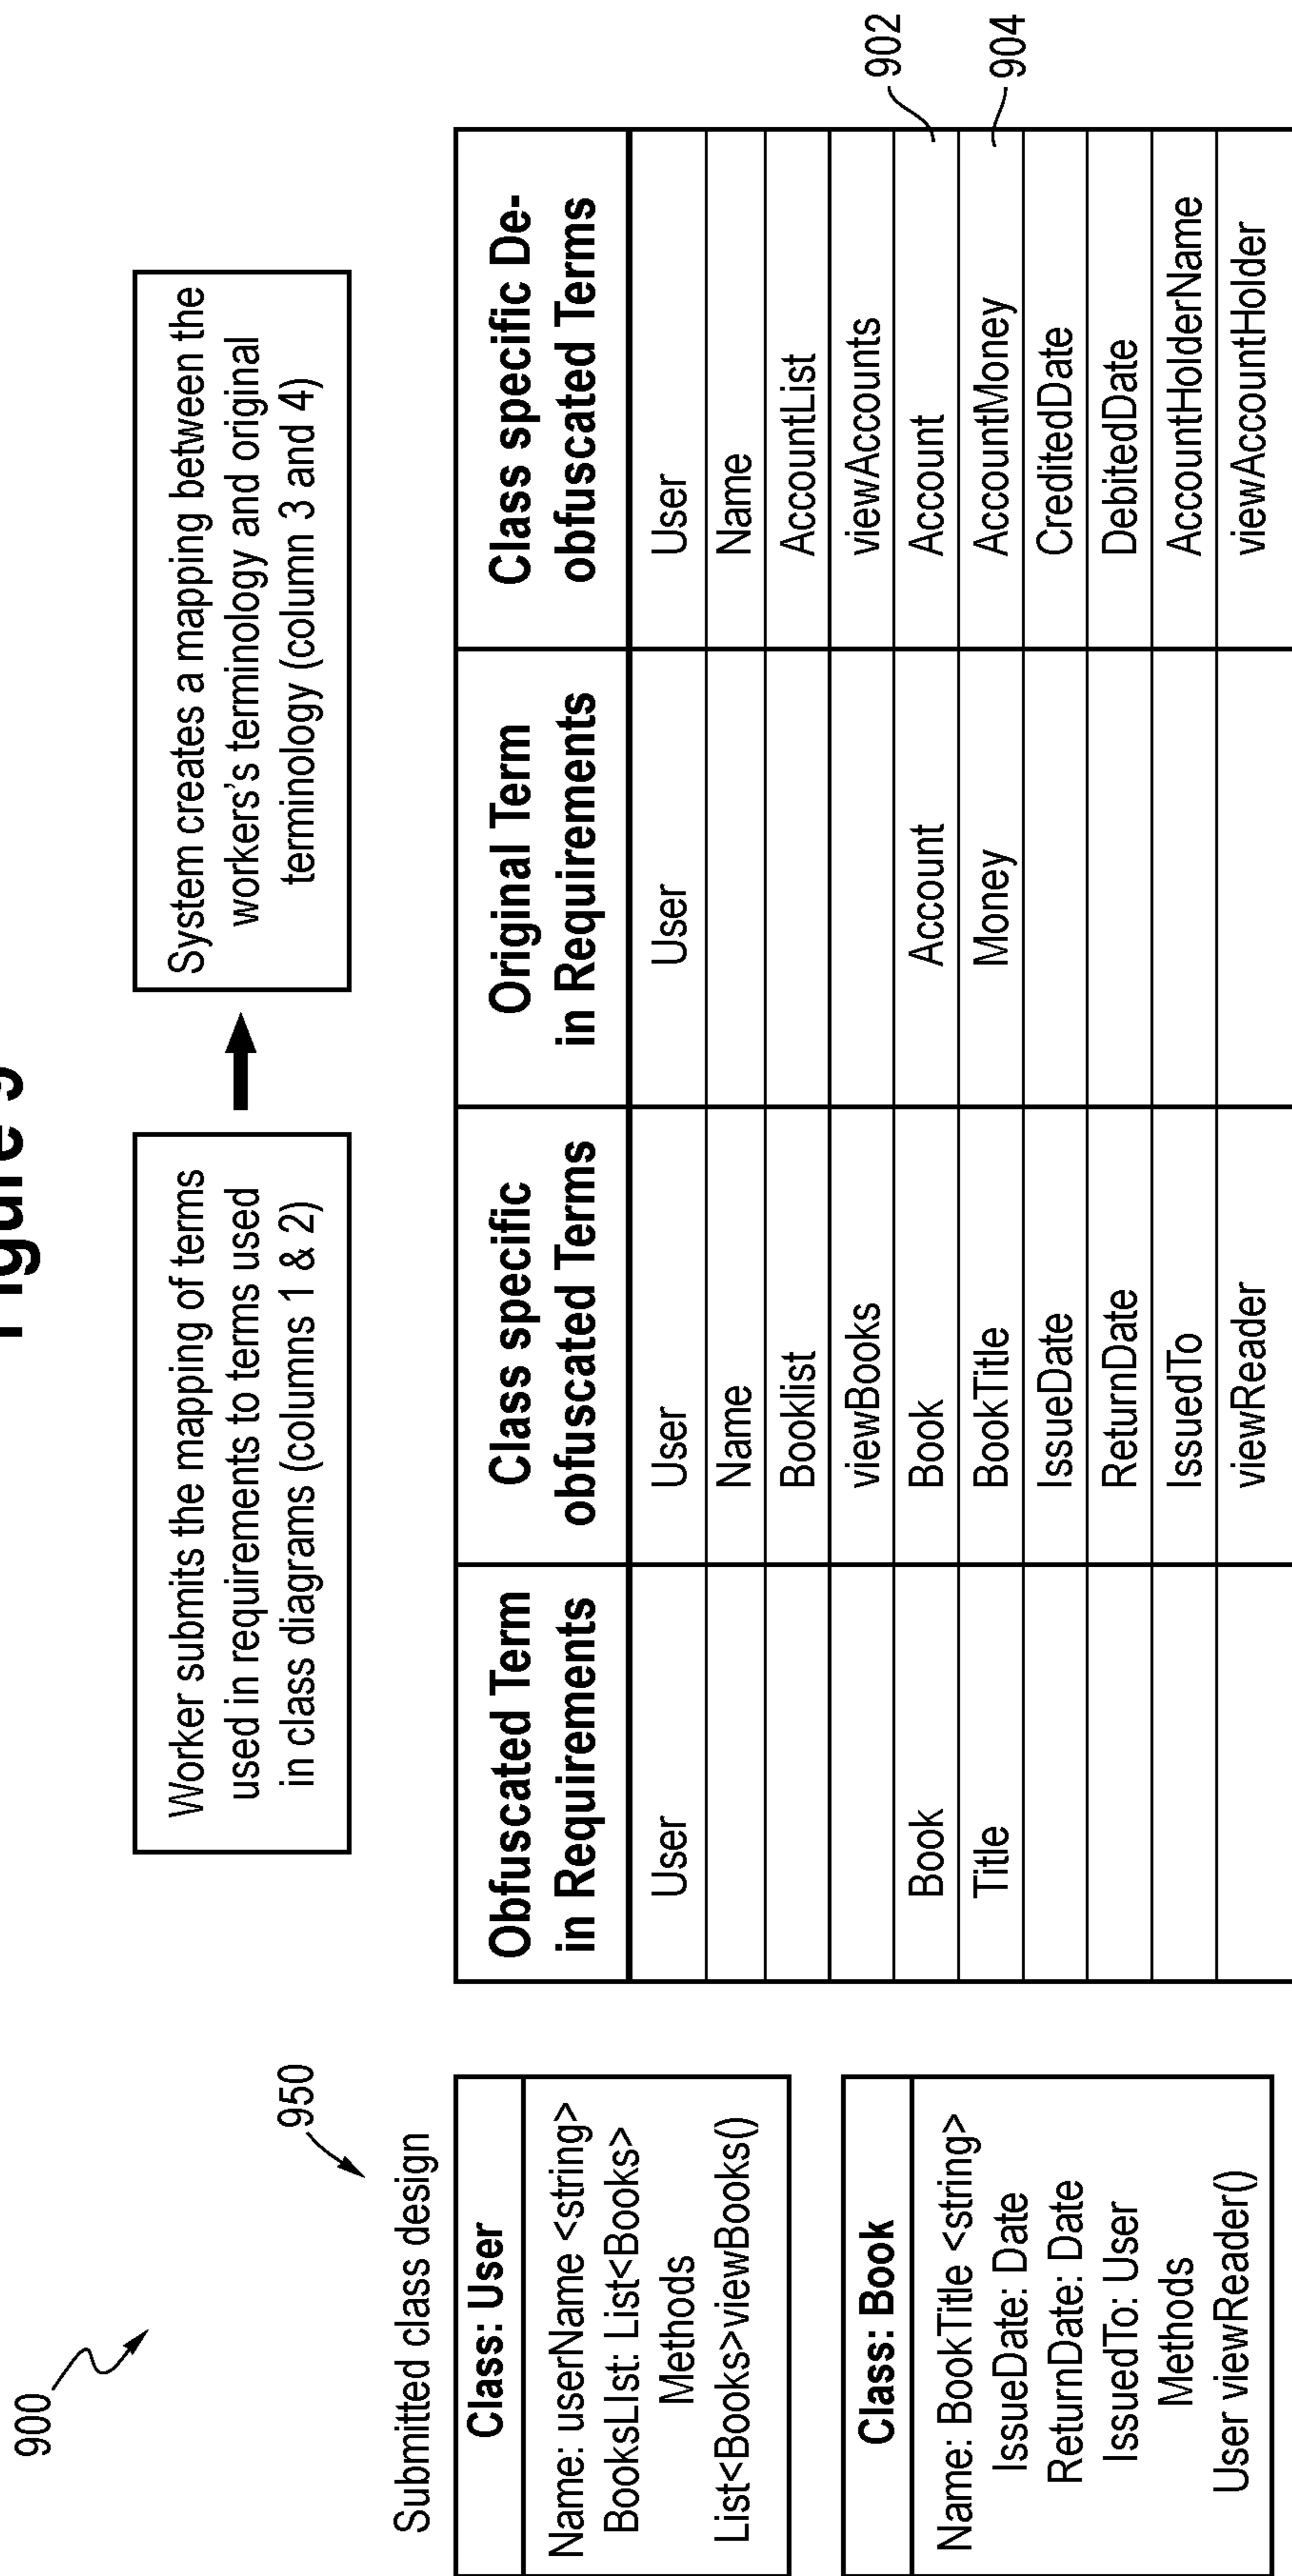 Figure 9
900
Worker submits the mapping of terms
used in requirements to terms used
in class diagrams (columns 1 & 2)
System creates a mapping between the
workers's terminology and original
terminology (column 3 and 4)
950
Submitted class design
Class: User
Name: userName <string>
BooksLIst: List<Books>
Methods
List<Books>viewBooks()
Class: Book
Name: BookTitle <string>
IssueDate: Date
ReturnDate: Date
IssuedTo: User
Methods
User viewReader()
Obfuscated Term
in Requirements
Class specific
obfuscated Terms
Original Term
in Requirements
Class specific De-
obfuscated Terms
User User User User
Name Name
Booklist AccountList
viewBooks viewAccounts
Book Book Account Account 902
Title BookTitle Money AccountMoney 904
IssueDate CreditedDate
ReturnDate DebitedDate
IssuedTo AccountHolderName
viewReader viewAccountHolder